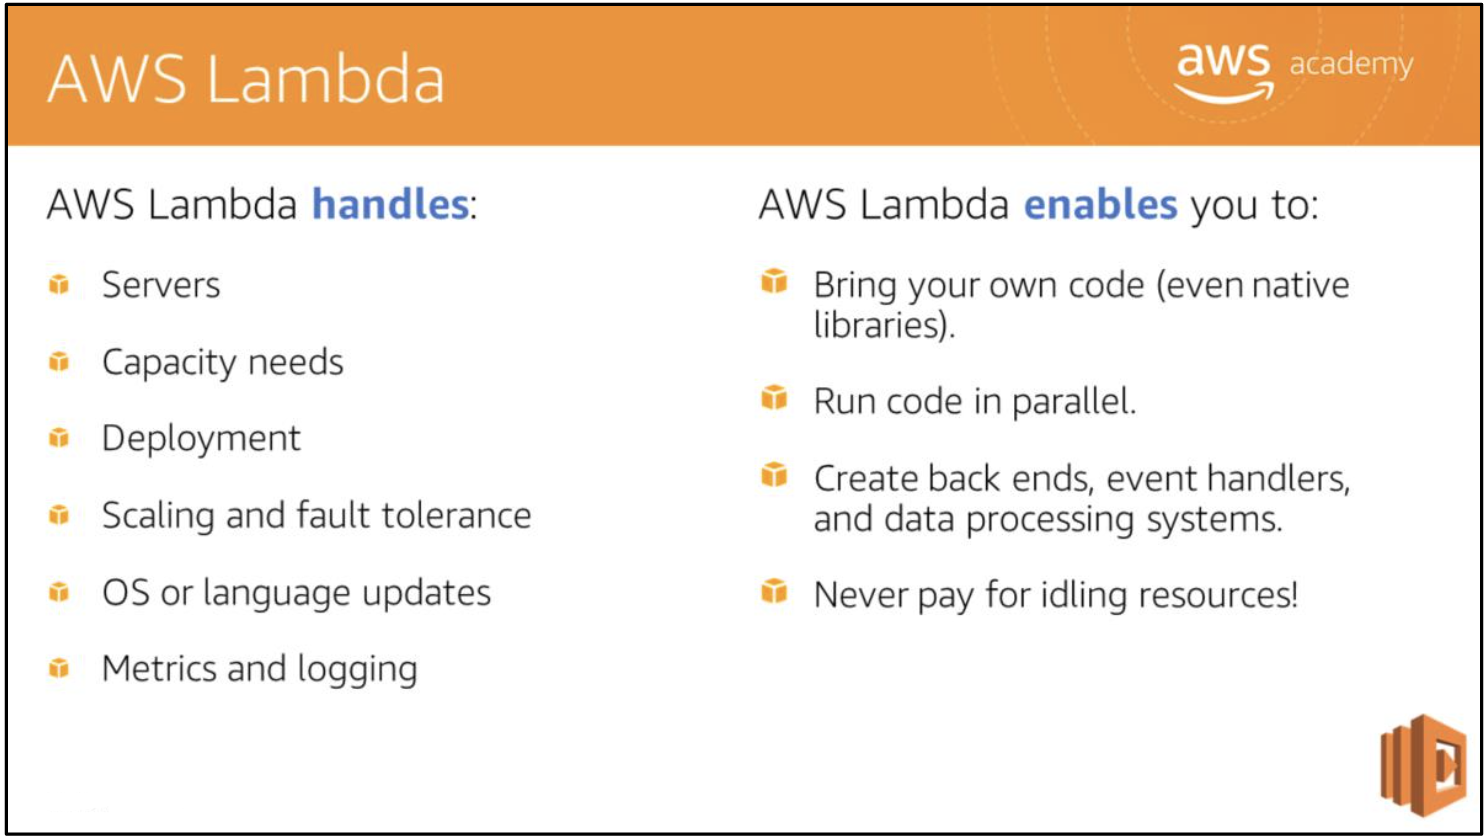 AWS Lambda
aws academy
AWS Lambda handles:
Servers
Capacity needs
Deployment
Scaling and fault tolerance
OS or language updates
Metrics and logging
AWS Lambda enables you to:
Bring your own code (even native
libraries).
Run code in parallel.
Create back ends, event handlers,
and data processing systems.
Never pay for idling resources!